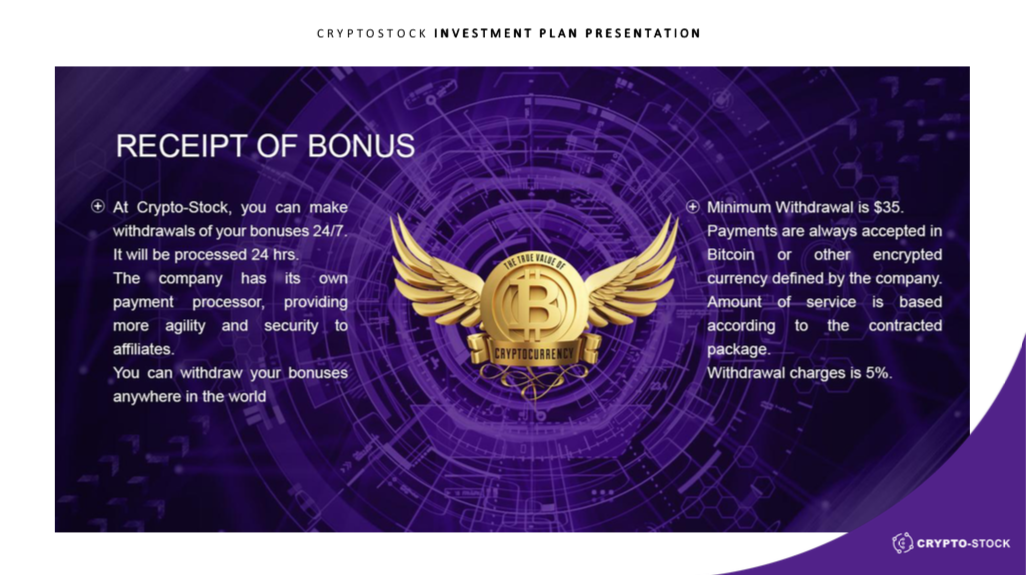 CRYPTOSTOCK INVESTMENT PLAN PRESENTATION
RECEIPT OF BONUS
At Crypto-Stock, you can make
withdrawals of your bonuses 24/7.
It will be processed 24 hrs.
The company has its own
payment processor, providing
more agility and security to
affiliates.
You can withdraw your bonuses
anywhere in the world
THE TRUE VALUE OF
B
CRYPTOCURRENCY
Minimum Withdrawal is $35.
Payments are always accepted in
Bitcoin or other encrypted
currency defined by the company.
Amount of service is based
according to the contracted
package.
Withdrawal charges is 5%.
CRYPTO-STOCK